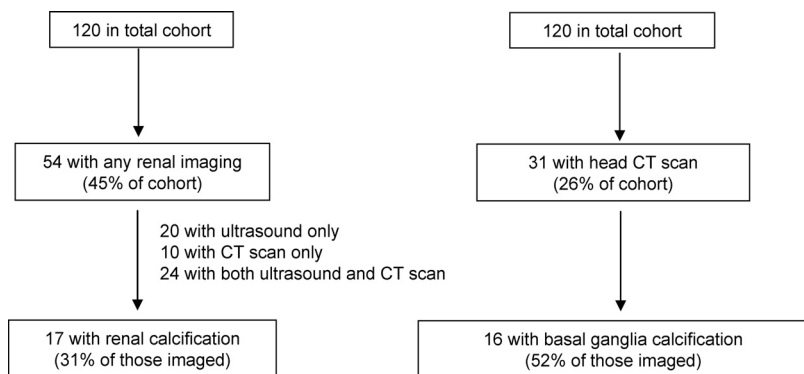 120 in total cohort
54 with any renal imaging
(45% of cohort)
20 with ultrasound only
10 with CT scan only
24 with both ultrasound and CT scan
17 with renal calcification
(31% of those imaged)
120 in total cohort
31 with head CT scan
(26% of cohort)
16 with basal ganglia calcification
(52% of those imaged)